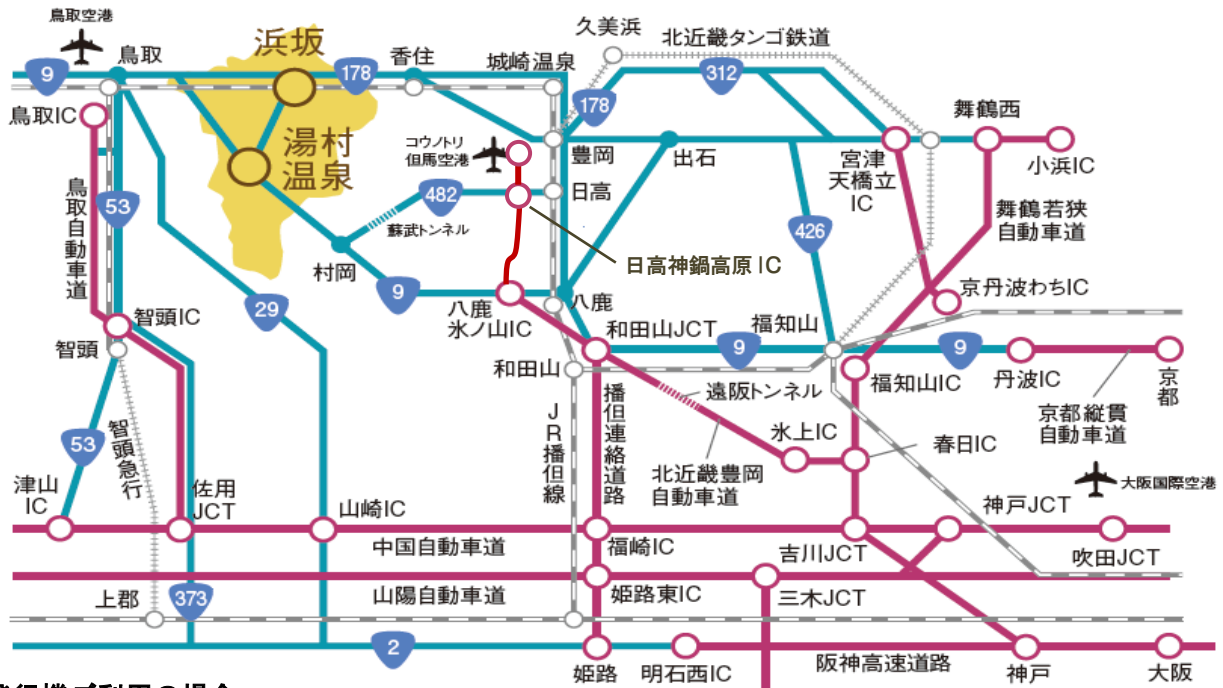 鳥取空港
鳥取
9
浜坂
178
香住
城崎温泉
久美浜
北近畿タンゴ鉄道
312
178
鳥取IC
湯村
温泉
コウノトリ
但馬空港
豊岡
出石
宮津
天橋立
IC
舞鶴西
小浜IC
鳥取自動車道
53
482
日高
蘇武トンネル
426
舞鶴若狭
自動車道
村岡
日高神鍋高原IC
9
29
八鹿
氷ノ山IC
八鹿
京丹波わちIC
智頭IC
智頭
和田山JCT
福知山
9
9
和田山
遠阪トンネル
福知山IC
丹波IC
京都
京都縦貫
自動車道
53
智頭急行
JR播但線
播但連絡道路
氷上IC
春日IC
北近畿豊岡
自動車道
大阪国際空港
津山
IC
佐用
JCT
山崎IC
神戸JCT
中国自動車道
福崎IC
吉川JCT
吹田JCT
上郡
373
山陽自動車道
姫路東IC
三木JCT
2
姫路
明石西IC
阪神高速道路
神戸
大阪